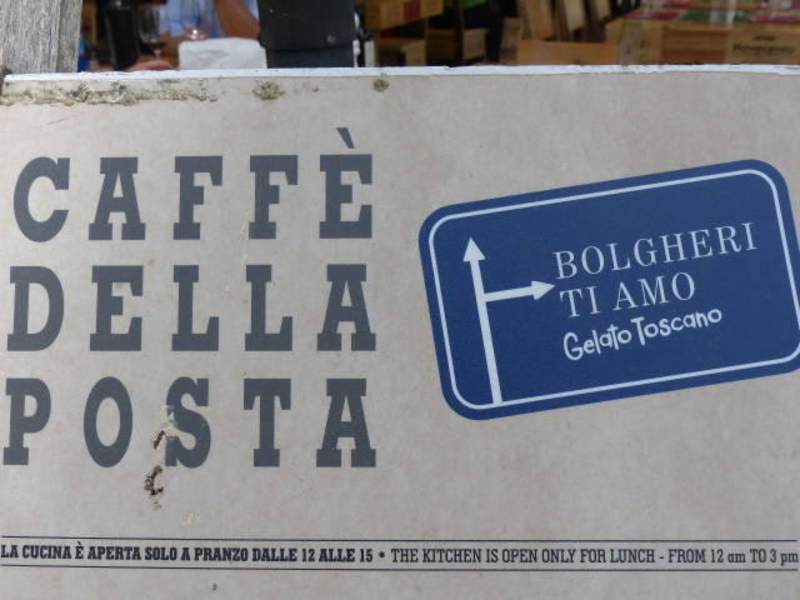 CAFFÈ
DELLA
POSTA
BOLGHERI
TI AMO
Gelato Toscano
LA CUCINA È APERTA SOLO A PRANZO DALLE 12 ALLE 15 • THE KITCHEN IS OPEN ONLY FOR LUNCH - FROM 12 am TO 3 pm